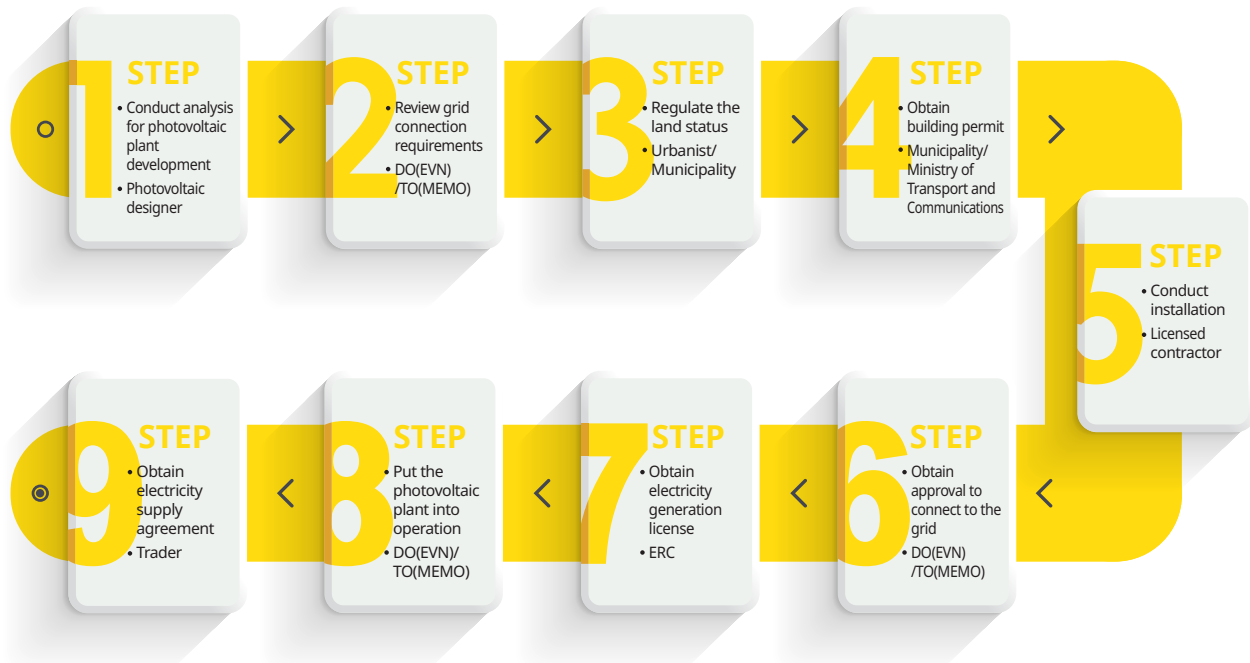 1
STEP
• Conduct analysis
for photovoltaic
plant
development
• Photovoltaic
designer
2
STEP
• Review grid
connection
requirements
• DO(EVN)
/TO(MEMO)
3
STEP
• Regulate the
land status
• Urbanist/
Municipality
4
STEP
• Obtain
building permit
• Municipality/
Ministry of
Transport and
Communications
5
STEP
• Conduct
installation
• Licensed
contractor
6
STEP
• Obtain
approval to
connect to the
grid
• DO(EVN)
/TO(MEMO)
7
STEP
• Obtain
electricity
generation
license
• ERC
8
STEP
• Put the
photovoltaic
plant into
operation
• DO(EVN)/
TO(MEMO)
9
STEP
• Obtain
electricity
supply
agreement
• Trader